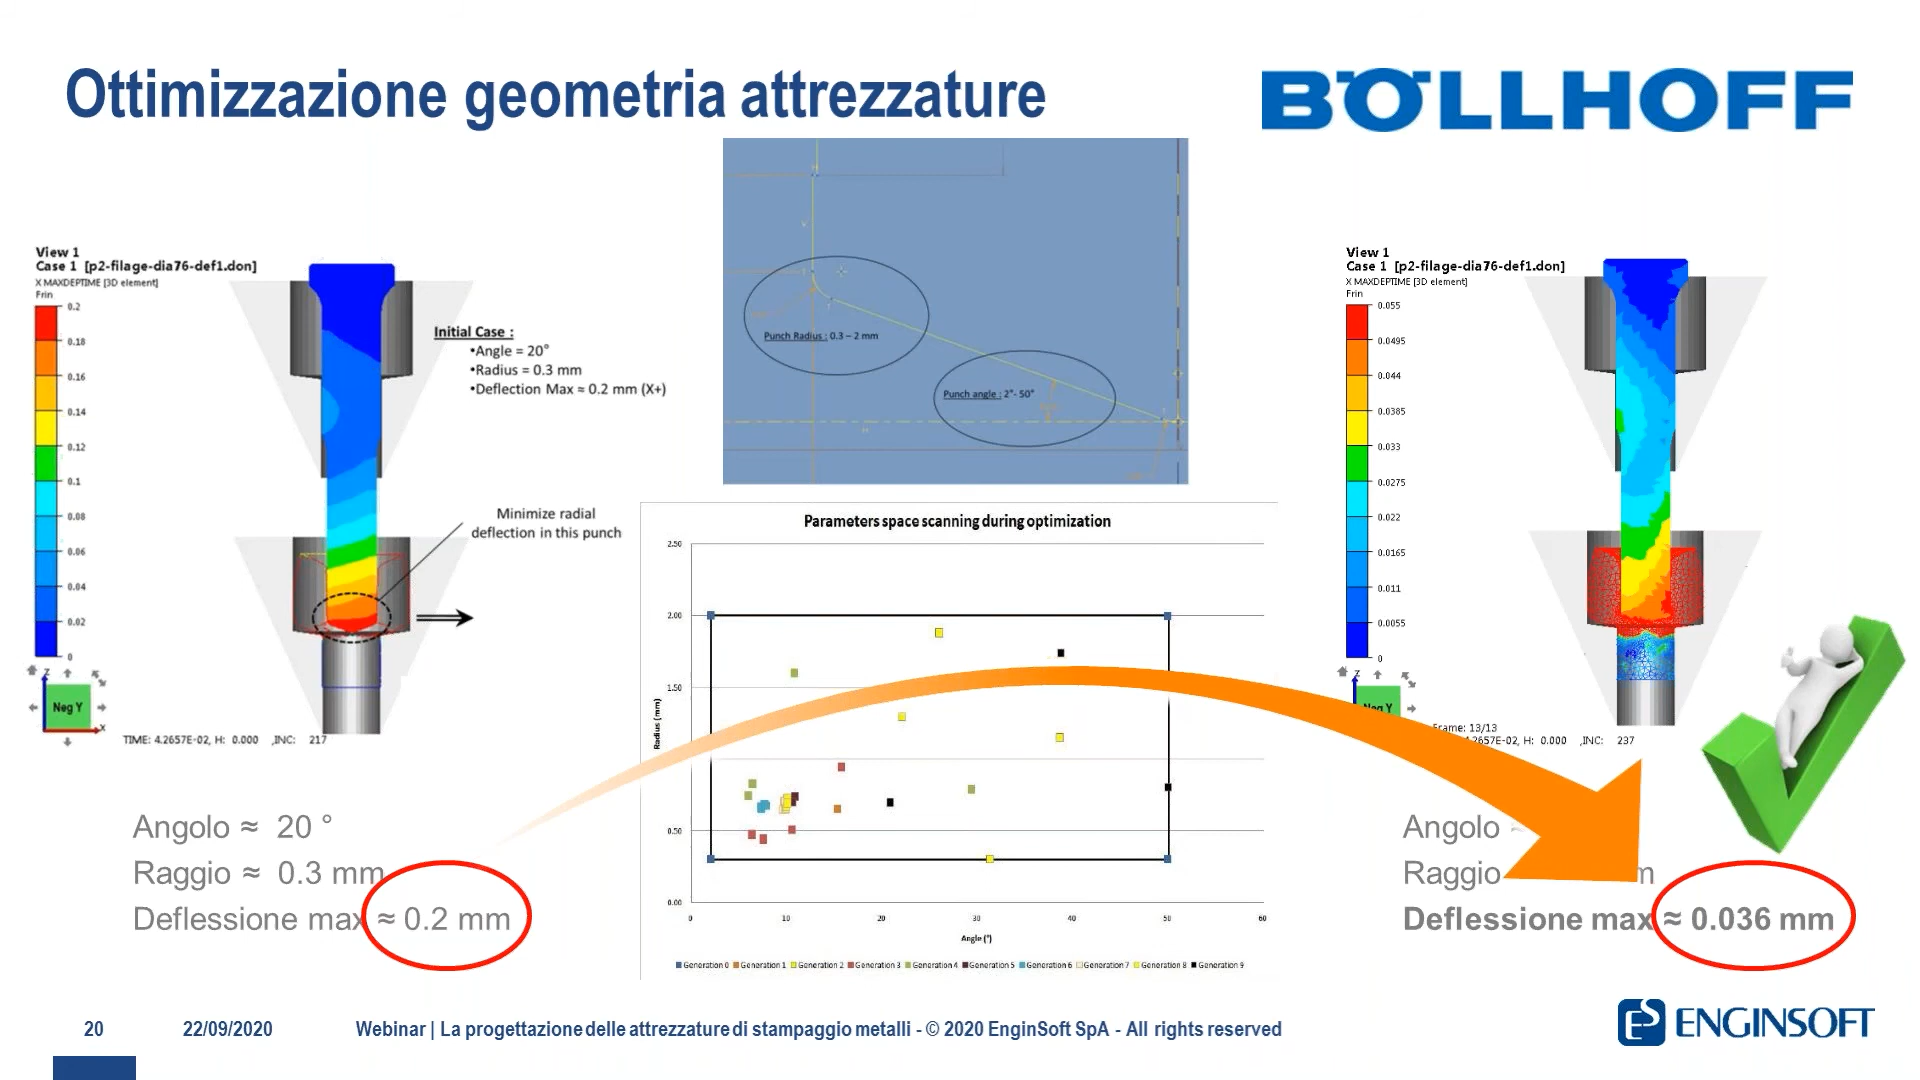 Ottimizzazione geometria attrezzature
BÖLLHOFF
View 1
Case 1 [p2-filage-dia76-def1.don]
X MAXDEPTIME [3D element]
Frin
0.2
0.18
0.16
0.14
0.12
0.1
0.08
0.06
0.04
0.02
0
Z
Neg Y
X
TIME: 4.2657E-02, H: 0.000 ,INC: 217
Initial Case :
•Angle = 20°
•Radius = 0.3 mm
•Deflection Max ≈ 0.2 mm (X+)
Minimize radial
deflection in this punch
Punch Radius : 0.3 – 2 mm
Punch angle : 2°- 50°
Parameters space scanning during optimization
2.50
2.00
1.50
0.50
0.00
Radius (mm)
0 10 20 30 40 50 60
Angle (°)
Generation 0 Generation 1 Generation 2 Generation 3 Generation 4 Generation 5 Generation 6 Generation 7 Generation 8 Generation 9
View 1
Case 1 [p2-filage-dia76-def1.don]
X MAXDEPTIME [3D element]
Frin
0.055
0.0495
0.044
0.0385
0.033
0.0275
0.022
0.0165
0.011
0.0055
0
Z
Neg Y
Frame: 13/13
2657E-02, H: 0.000 ,INC: 237
Angolo ≈ 20 °
Raggio ≈ 0.3 mm
Deflessione max ≈ 0.2 mm
Angolo
Raggio m
Deflessione max ≈ 0.036 mm
20 22/09/2020 Webinar | La progettazione delle attrezzature di stampaggio metalli - © 2020 EnginSoft SpA - All rights reserved
ENGINSOFT